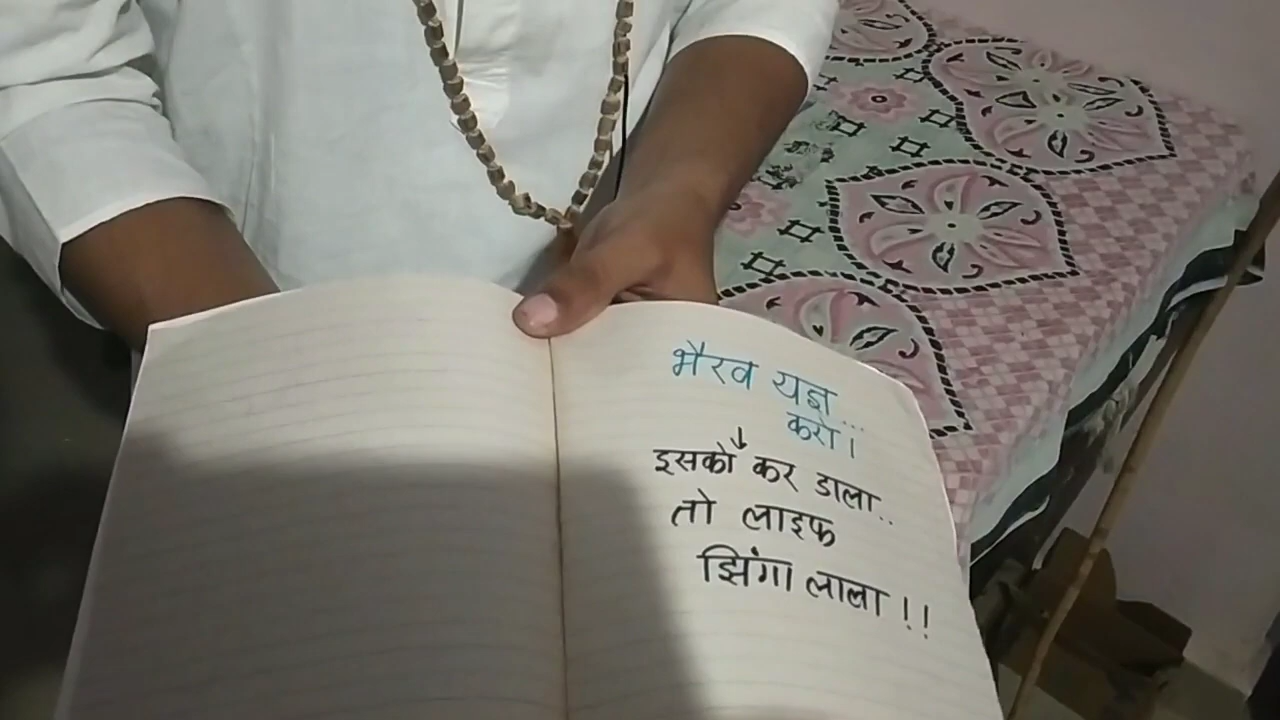 भैरव यज्ञ...
करो।
↓
इसको कर डाला..
तो लाइफ
झिंगा लाला!!